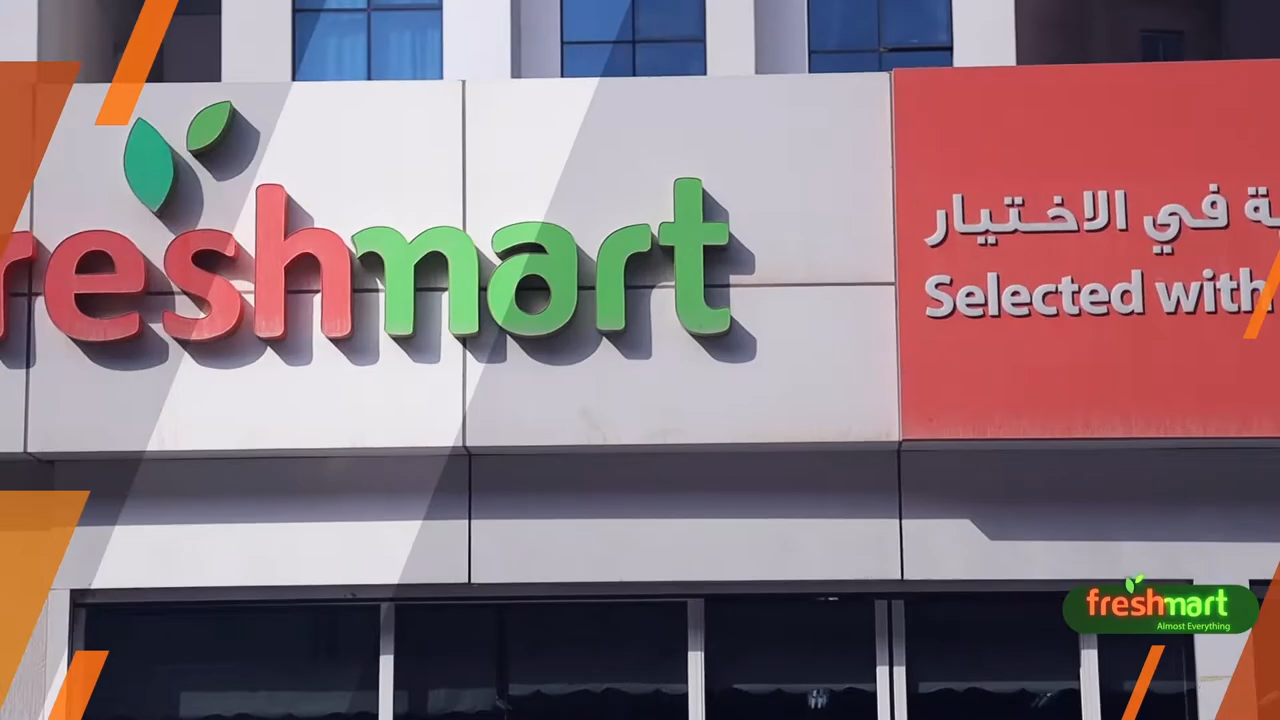 reshmart
ة في الاختيار
Selected with
freshmart
Almost Everything